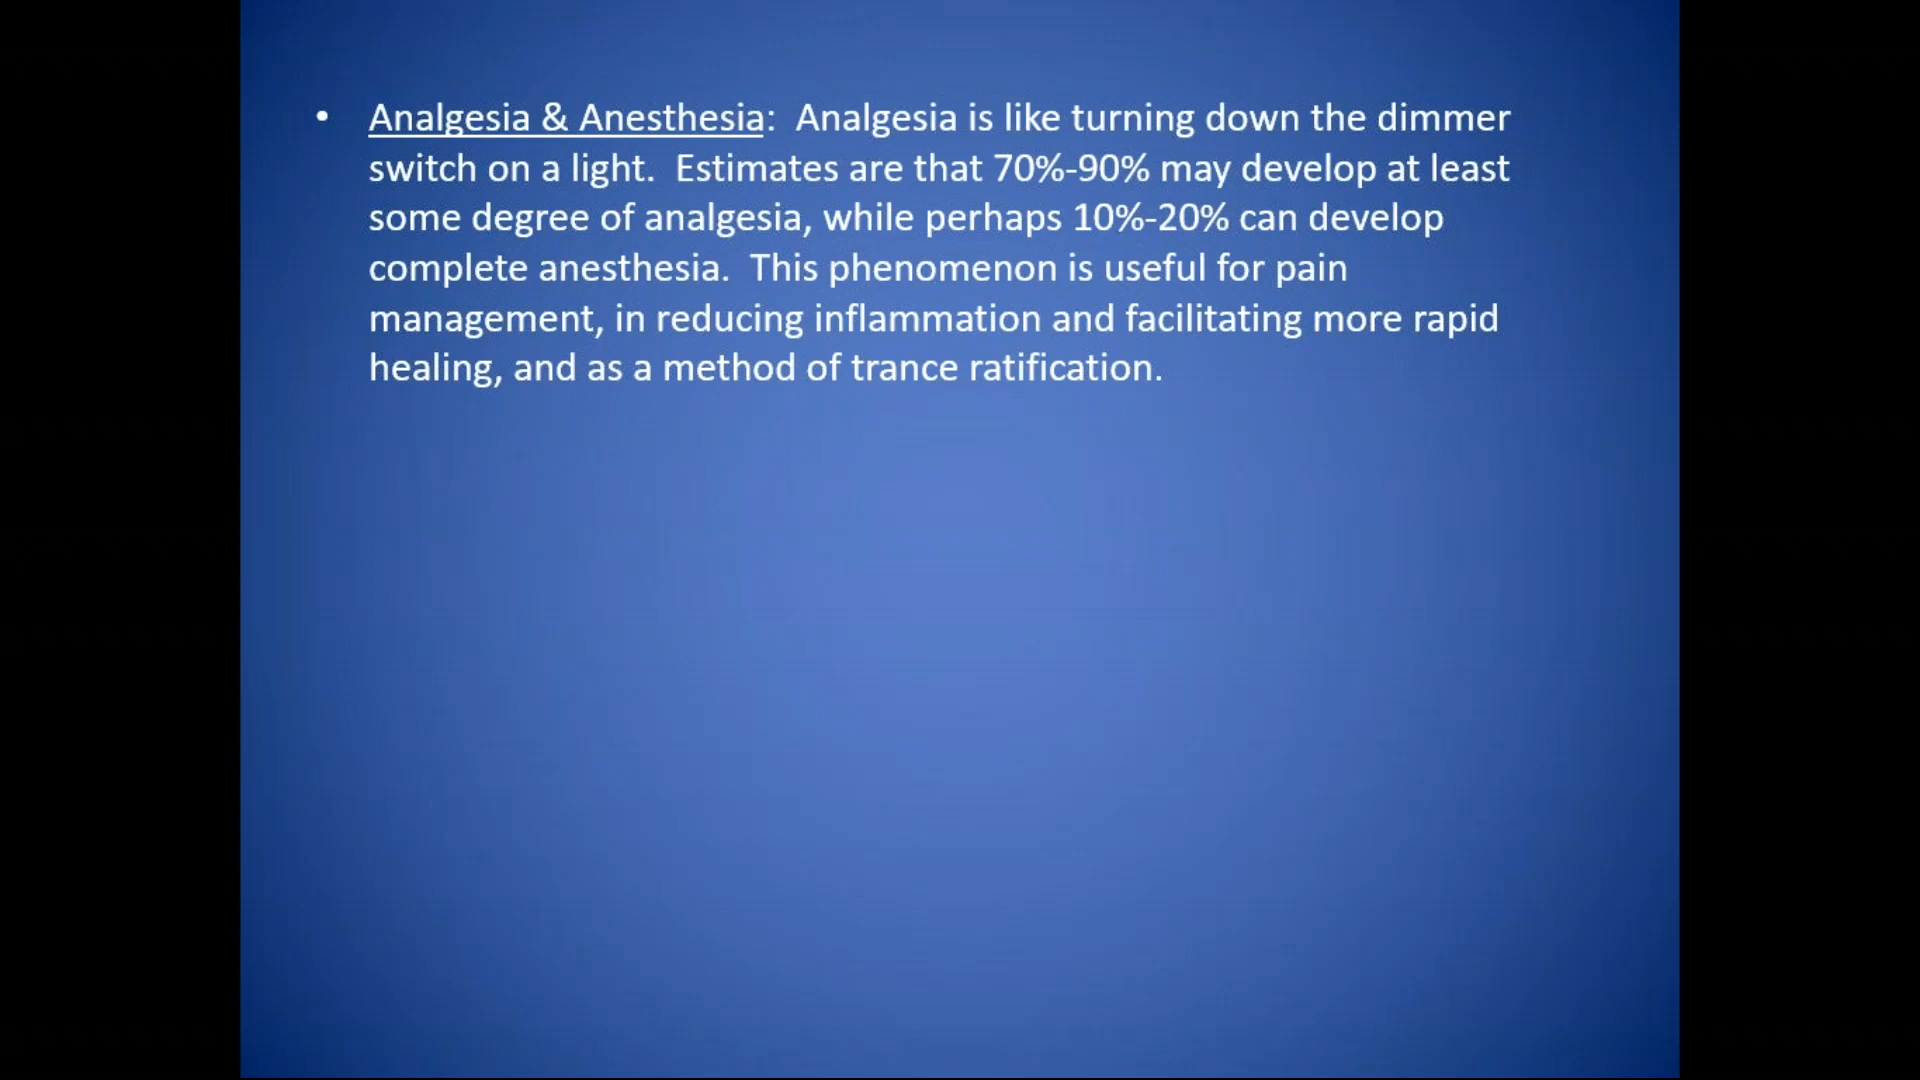 • Analgesia & Anesthesia:  Analgesia is like turning down the dimmer
switch on a light.  Estimates are that 70%-90% may develop at least
some degree of analgesia, while perhaps 10%-20% can develop
complete anesthesia.  This phenomenon is useful for pain
management, in reducing inflammation and facilitating more rapid
healing, and as a method of trance ratification.